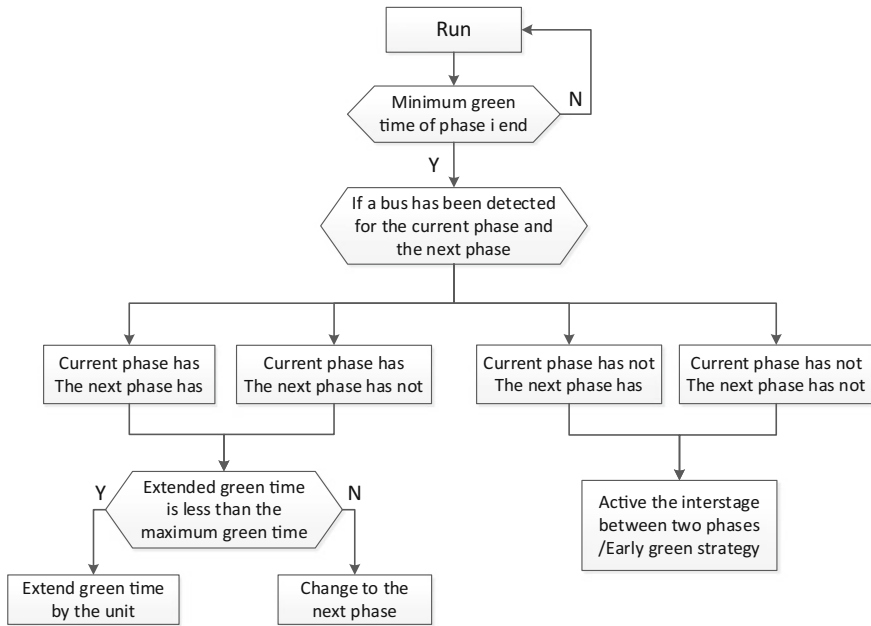 Run
Minimum green
time of phase i end
N
Y
If a bus has been detected
for the current phase and
the next phase
Current phase has
The next phase has
Current phase has
The next phase has not
Current phase has not
The next phase has
Current phase has not
The next phase has not
Y
Extended green time
is less than the
maximum green time
N
Active the interstage
between two phases
/Early green strategy
Extend green time
by the unit
Change to the
next phase